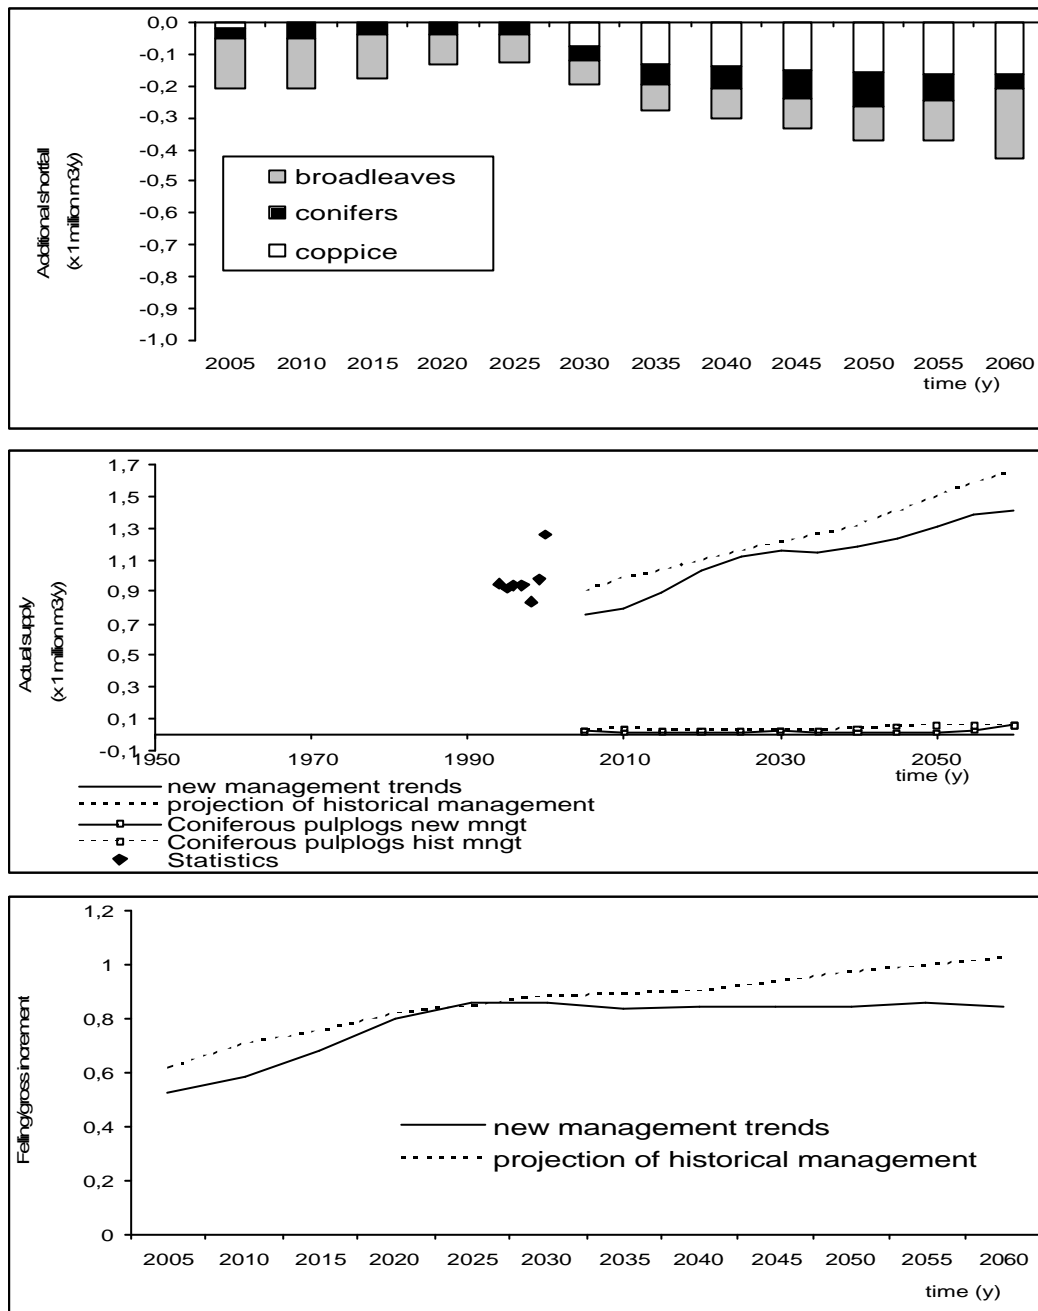 0,0
-0,1
-0,2
-0,3
-0,4
-0,5
-0,6
-0,7
-0,8
-0,9
-1,0
Additional shortfall
(x 1 million m3/y)
broadleaves
conifers
coppice
2005 2010 2015 2020 2025 2030 2035 2040 2045 2050 2055 2060
time (y)
1,7
1,5
1,3
1,1
0,9
0,7
0,5
0,3
0,1
-0,1
Actual supply
(x 1 million m3/y)
1950 1970 1990 2010 2030 2050
time (y)
new management trends
projection of historical management
Coniferous pulplogs new mngt
Coniferous pulplogs hist mngt
Statistics
1,2
1
0,8
0,6
0,4
0,2
0
Felling/gross increment
new management trends
projection of historical management
2005 2010 2015 2020 2025 2030 2035 2040 2045 2050 2055 2060
time (y)